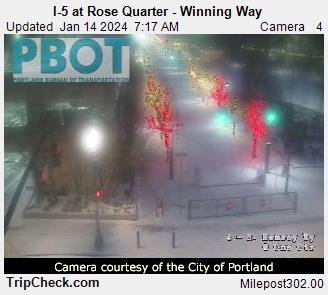 I-5 at Rose Quarter - Winning Way
Updated Jan 14 2024 7:17 AM Camera 4
PBOT
PORTLAND BUREAU OF TRANSPORTATION
Camera courtesy of the City of Portland
TripCheck.com Milepost302.00